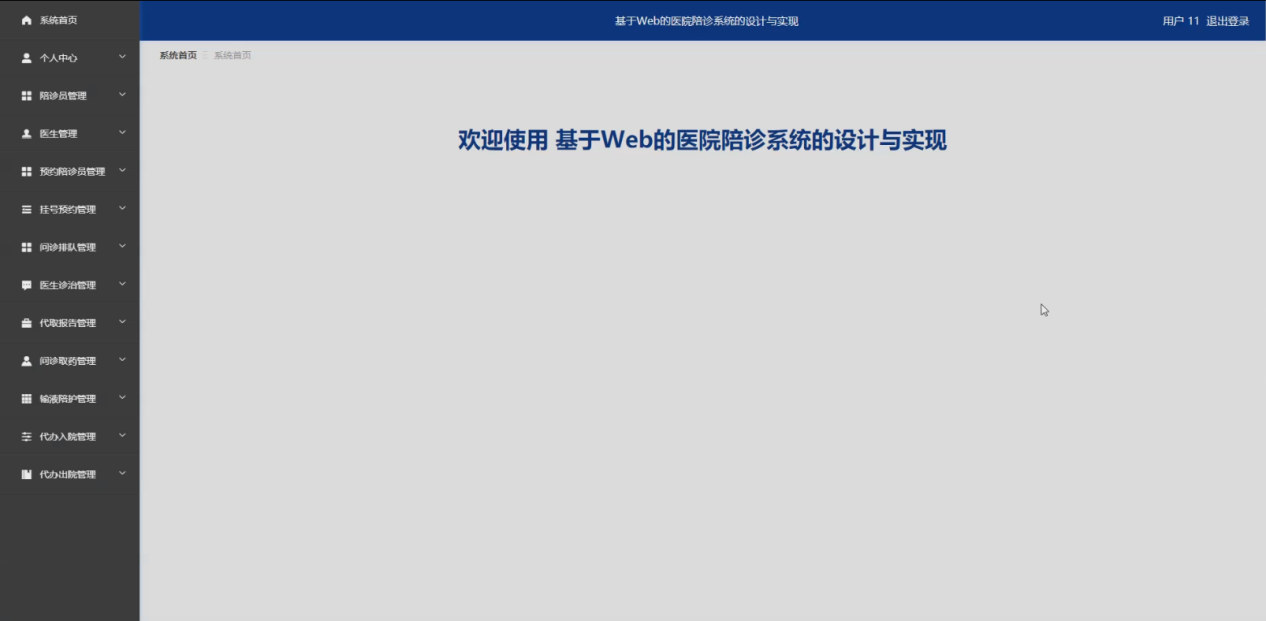 系统首页
基于Web的医院陪诊系统的设计与实现
用户 11 退出登录
个人中心
系统首页 系统首页
陪诊员管理
医生管理
欢迎使用 基于Web的医院陪诊系统的设计与实现
预约陪诊员管理
挂号预约管理
问诊排队管理
医生诊治管理
代取报告管理
问诊取药管理
输液陪护管理
代办入院管理
代办出院管理